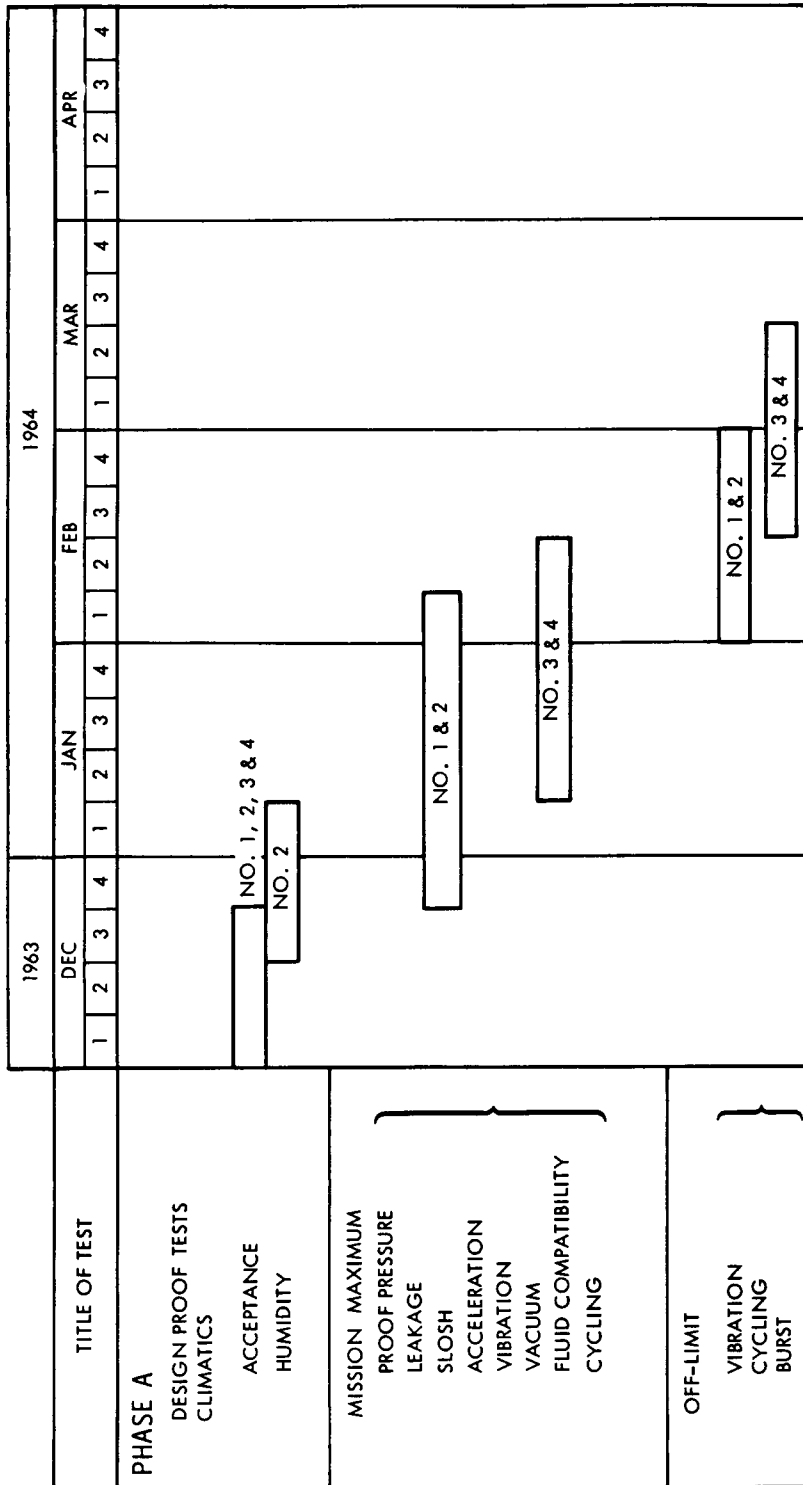 TITLE OF TEST
1963
1964
DEC
JAN
FEB
MAR
APR
1 2 3 4 1 2 3 4 1 2 3 4 1 2 3 4 1 2 3 4
PHASE A
DESIGN PROOF TESTS
CLIMATICS
ACCEPTANCE
NO. 1, 2, 3 & 4
HUMIDITY
NO. 2
MISSION MAXIMUM
PROOF PRESSURE
LEAKAGE
SLOSH
ACCELERATION
VIBRATION
VACUUM
FLUID COMPATIBILITY
CYCLING
NO. 1 & 2
NO. 3 & 4
OFF-LIMIT
VIBRATION
CYCLING
BURST
NO. 1 & 2
NO. 3 & 4